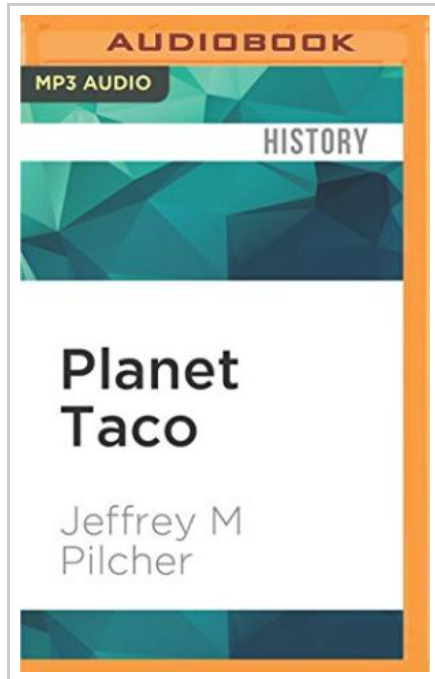 AUDIOBOOK
MP3 AUDIO
HISTORY
Planet
Taco
Jeffrey M
Pilcher